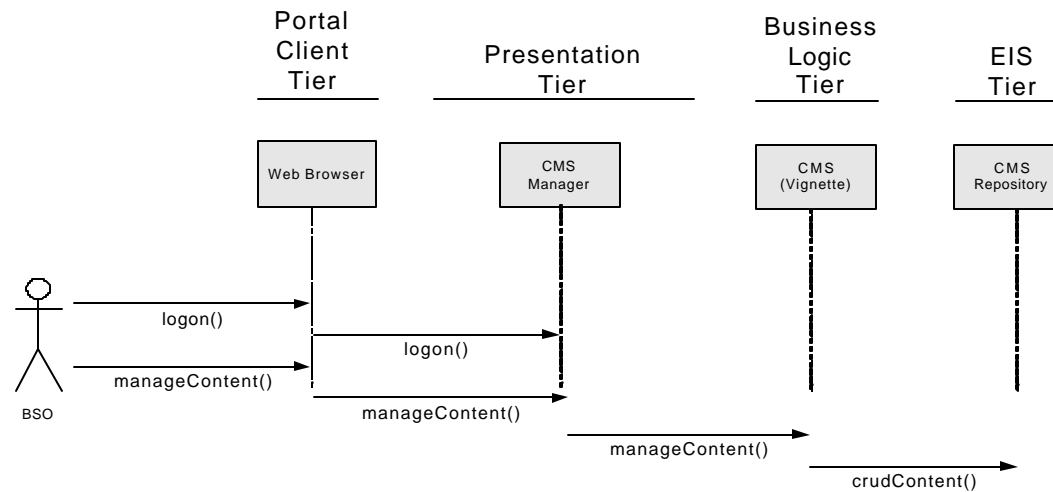 Portal
Client
Tier
Presentation
Tier
Business
Logic
Tier
EIS
Tier
Web Browser
CMS
Manager
CMS
(Vignette)
CMS
Repository
logon()
logon()
manageContent()
BSO
manageContent()
manageContent()
crudContent()